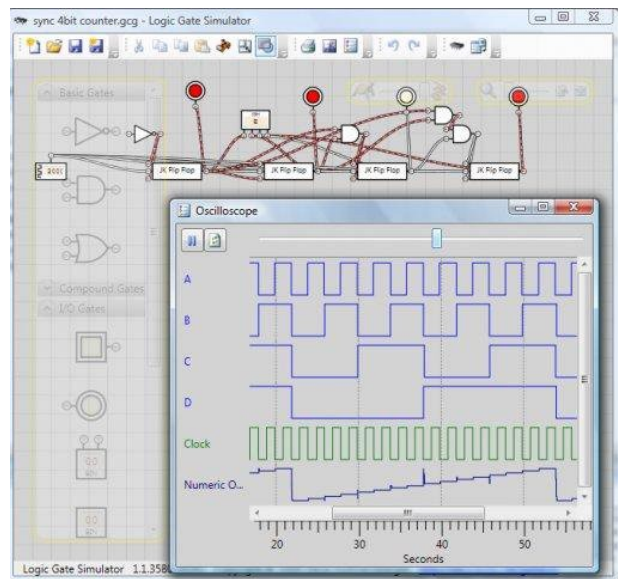 sync 4bit counter.gcg - Logic Gate Simulator
Basic Gates
JK Flip Flop
JK Flip Flop
JK Flip Flop
JK Flip Flop
Oscilloscope
A
B
Compound Gates
I/O Gates
C
D
Clock
Numeric O...
20
30
40
50
Seconds
Logic Gate Simulator